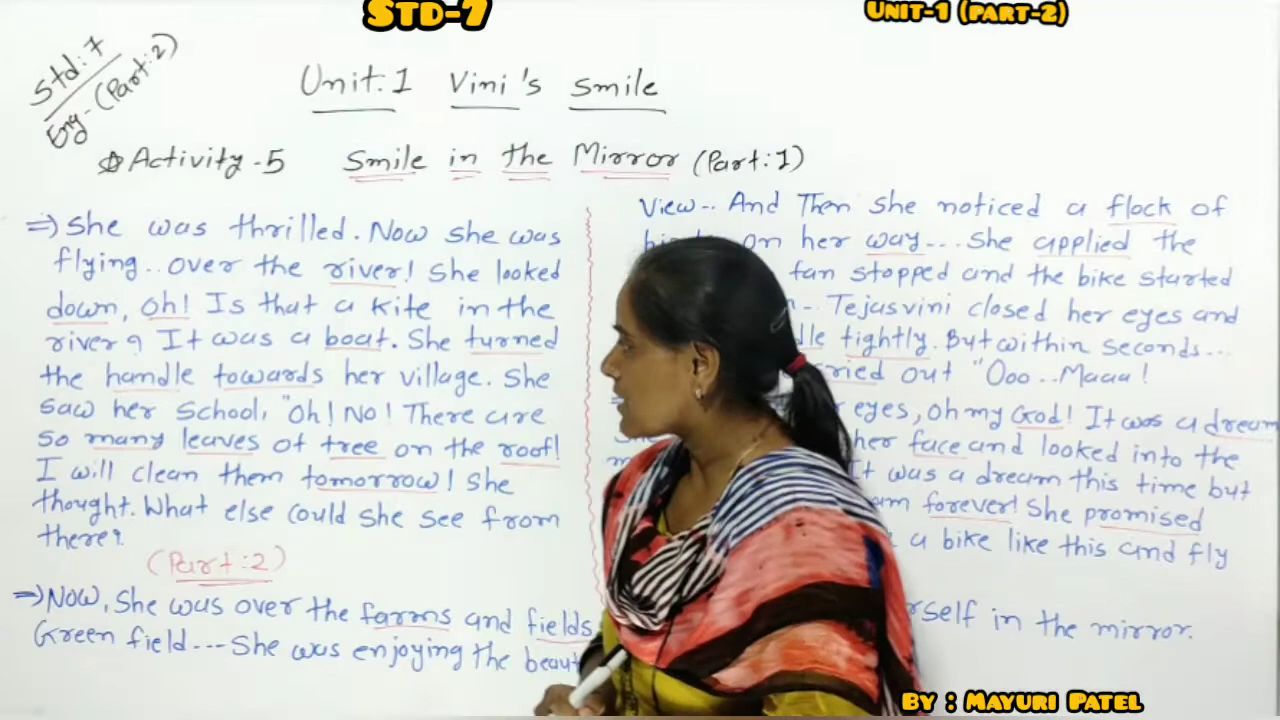 STD-7
UNIT-1 (PART-2)
Std:7
Eng-(Part:2)
Unit:1 Vini's Smile
Activity-5 Smile in the Mirror (Part:1)
=> She was thrilled. Now she was
flying.. over the river! She looked
down, oh! Is that a kite in the
river? It was a boat. She turned
the handle towards her village. She
saw her school. "Oh! No! There are
so many leaves of tree on the roof!
I will clean them tomorrow! She
thought. What else could she see from
there?
(Part:2)
=> Now, She was over the farms and fields
Green field---She was enjoying the
View-- And Then She noticed a flock of
on her way... She applied the
fan stopped and the bike started
Tejasvini closed her eyes and
tightly. But within seconds...
out "Ooo..Maaa!
eyes, oh my God! It was a dream
her face and looked into the
It was a dream this time but
forever! She promised
a bike like this and fly
in the mirror.
BY : MAYURI PATEL